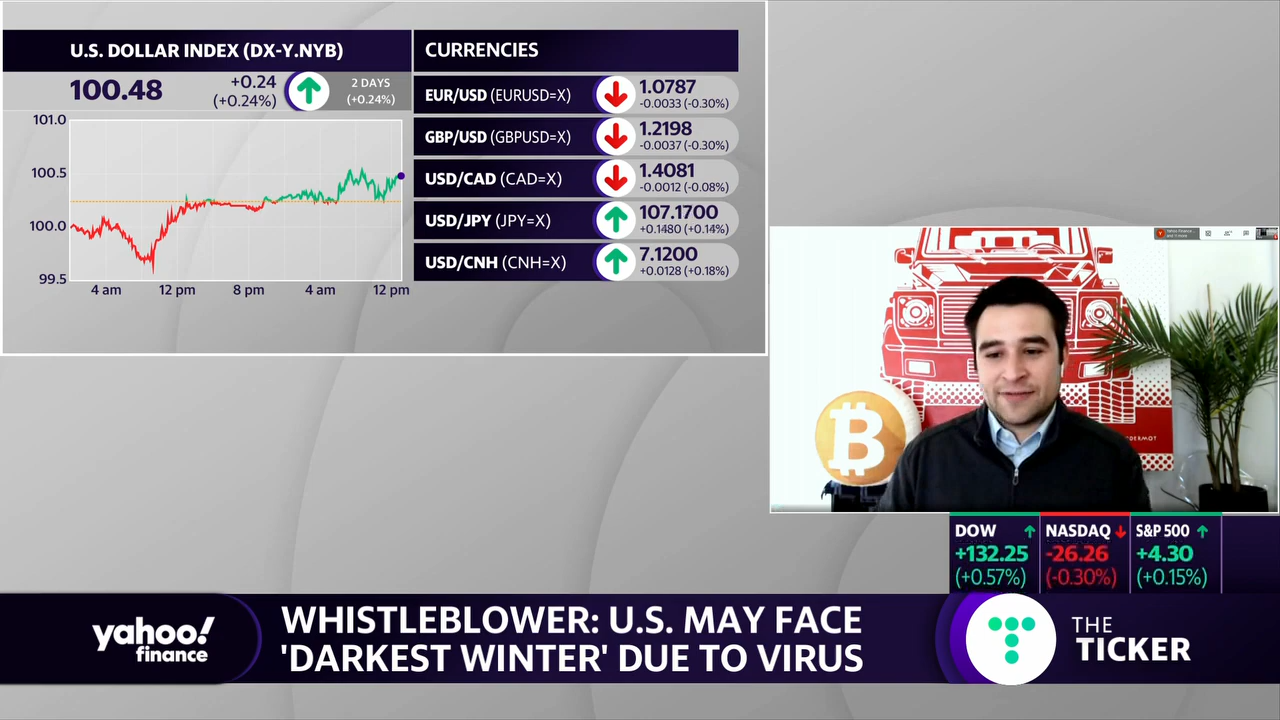 U.S. DOLLAR INDEX (DX-Y.NYB)
100.48
+0.24
(+0.24%)
2 DAYS
(+0.24%)
101.0
100.5
100.0
99.5
4 am 12 pm 8 pm 4 am 12 pm
CURRENCIES
EUR/USD (EURUSD=X) 1.0787
-0.0033 (-0.30%)
GBP/USD (GBPUSD=X) 1.2198
-0.0037 (-0.30%)
USD/CAD (CAD=X) 1.4081
-0.0012 (-0.08%)
USD/JPY (JPY=X) 107.1700
+0.1480 (+0.14%)
USD/CNH (CNH=X) 7.1200
+0.0128 (+0.18%)
DOW
+132.25
(+0.57%)
NASDAQ
-26.26
(-0.30%)
S&P 500
+4.30
(+0.15%)
yahoo!
finance
WHISTLEBLOWER: U.S. MAY FACE
'DARKEST WINTER' DUE TO VIRUS
THE
TICKER